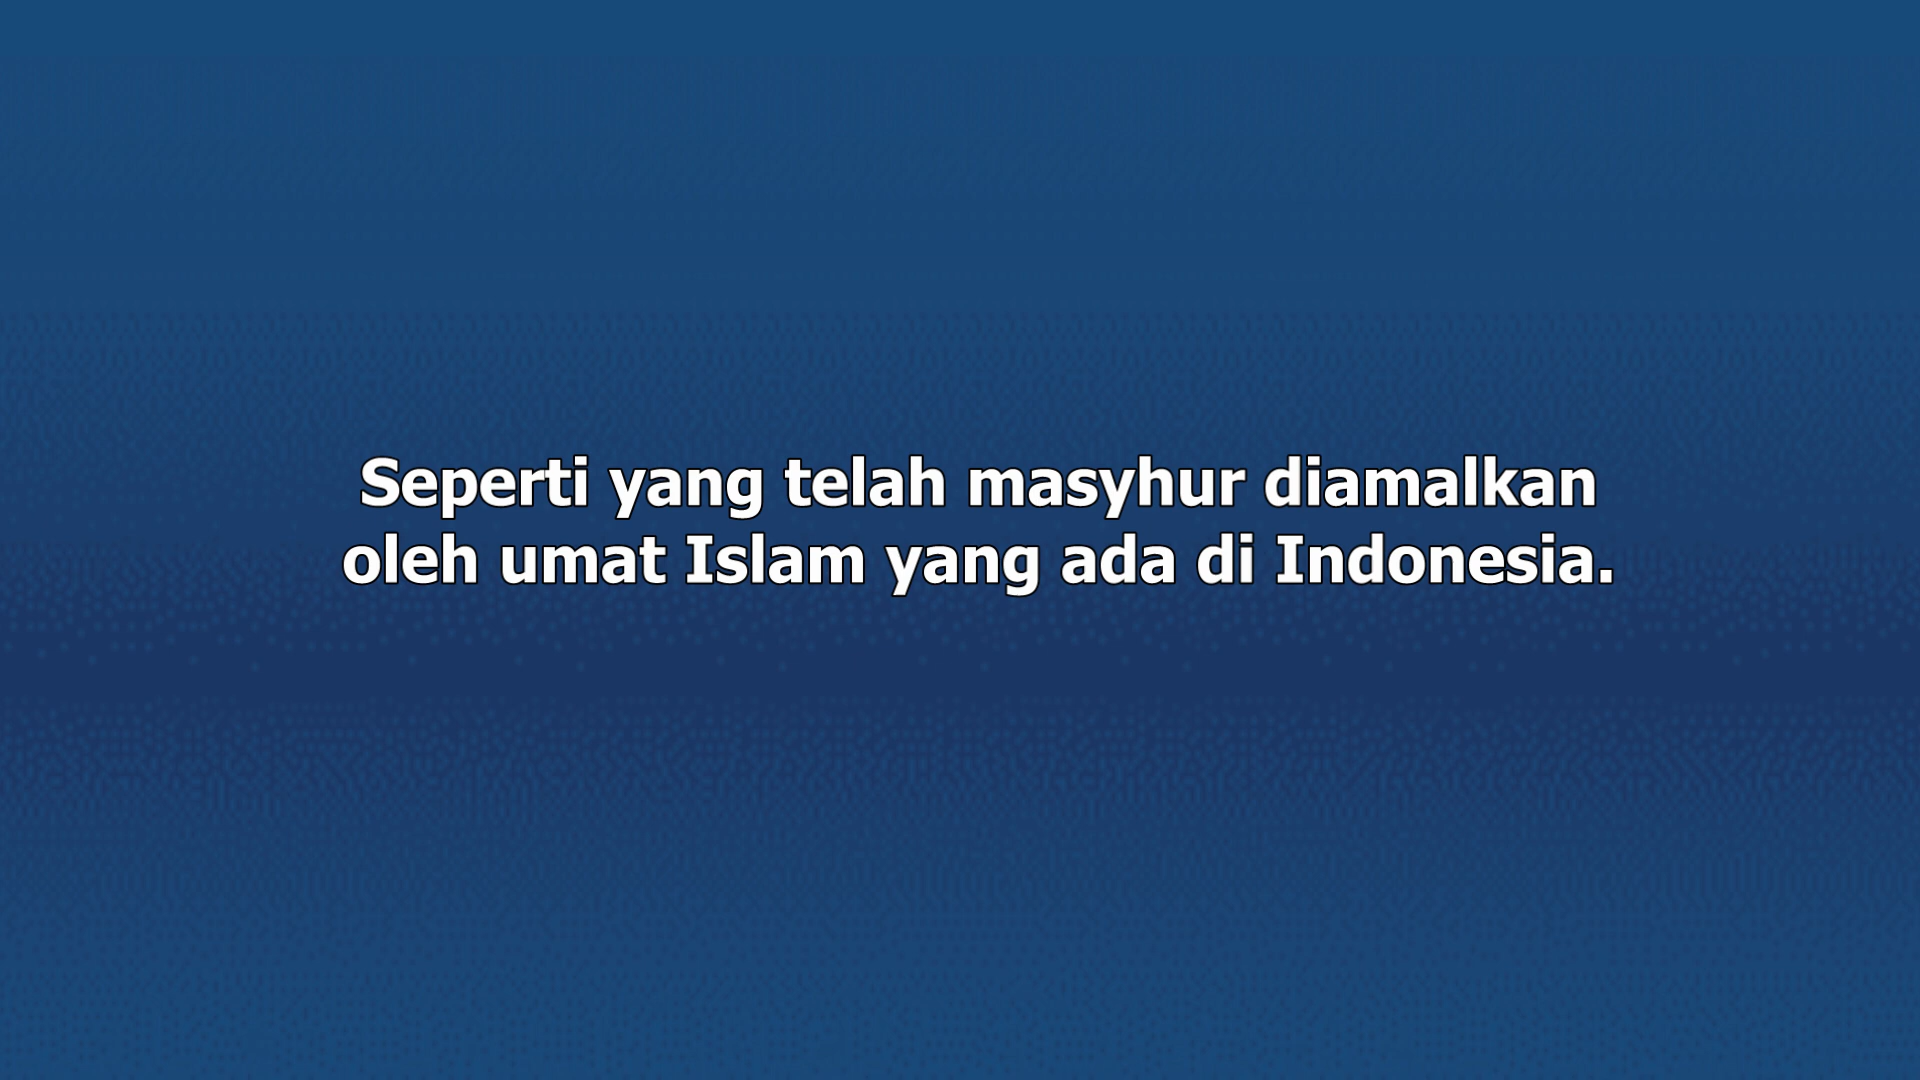 Seperti yang telah masyhur diamalkan
oleh umat Islam yang ada di Indonesia.